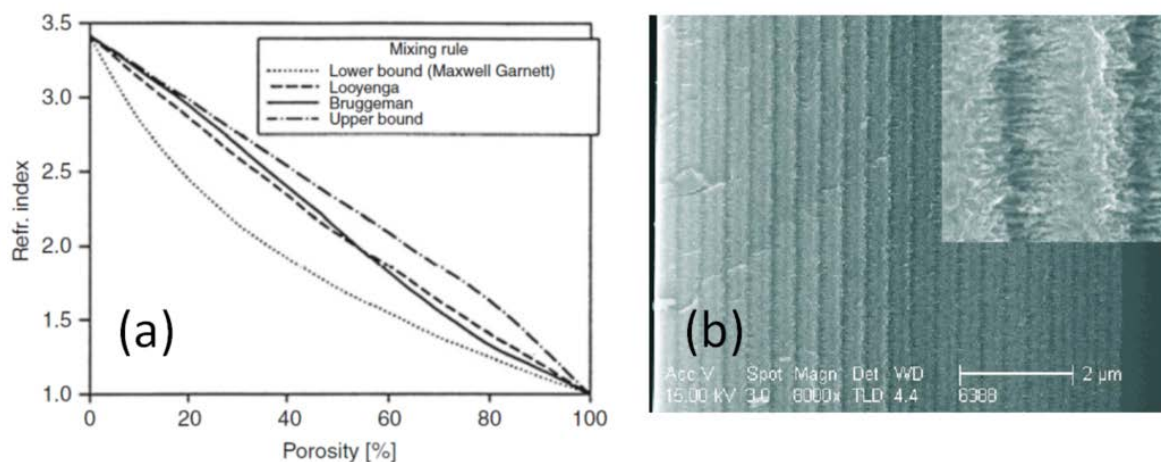 3.5
3.0
2.5
2.0
1.5
1.0
Refr. index
0 20 40 60 80 100
Porosity [%]
Mixing rule
Lower bound (Maxwell Garnett)
Looyenga
Bruggeman
Upper bound
(a)
(b)
Acc.V Spot Magn Det WD
15.00 kV 3.0 8000x TLD 4.4 6388
2 µm